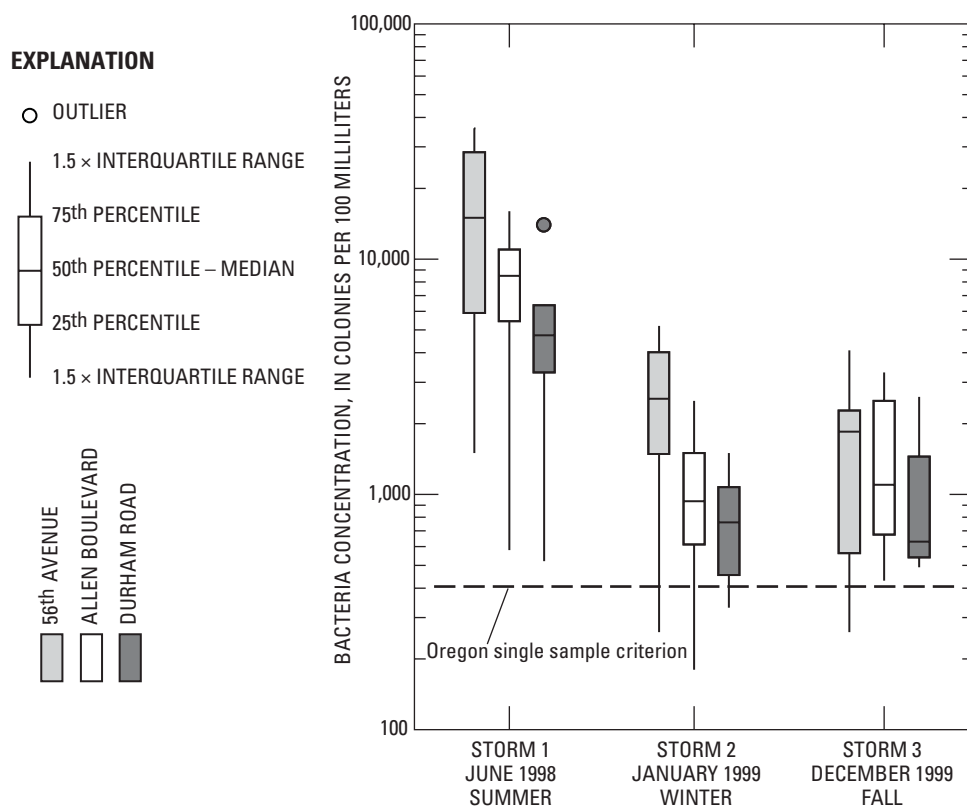 EXPLANATION
OUTLIER
1.5 × INTERQUARTILE RANGE
75th PERCENTILE
50th PERCENTILE – MEDIAN
25th PERCENTILE
1.5 × INTERQUARTILE RANGE
56th AVENUE
ALLEN BOULEVARD
DURHAM ROAD
BACTERIA CONCENTRATION, IN COLONIES PER 100 MILLILITERS
100,000
10,000
1,000
100
Oregon single sample criterion
STORM 1
JUNE 1998
SUMMER
STORM 2
JANUARY 1999
WINTER
STORM 3
DECEMBER 1999
FALL